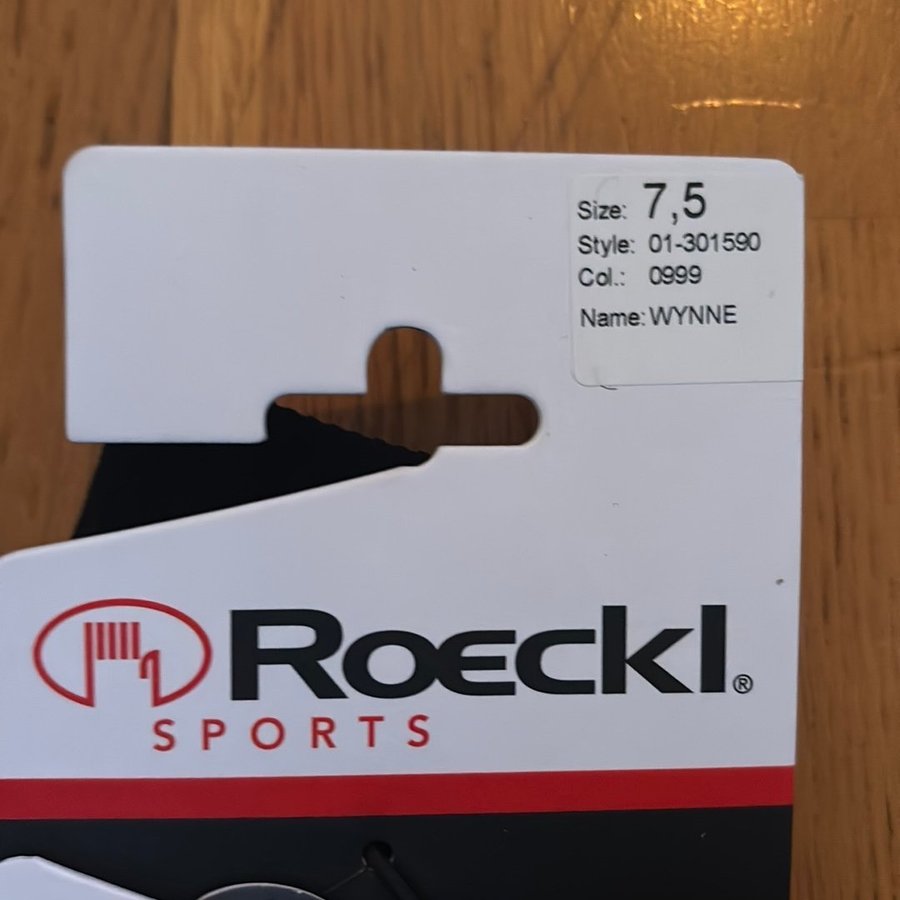 Size: 7,5
Style: 01-301590
Col.: 0999
Name: WYNNE
Roeckl®
SPORTS